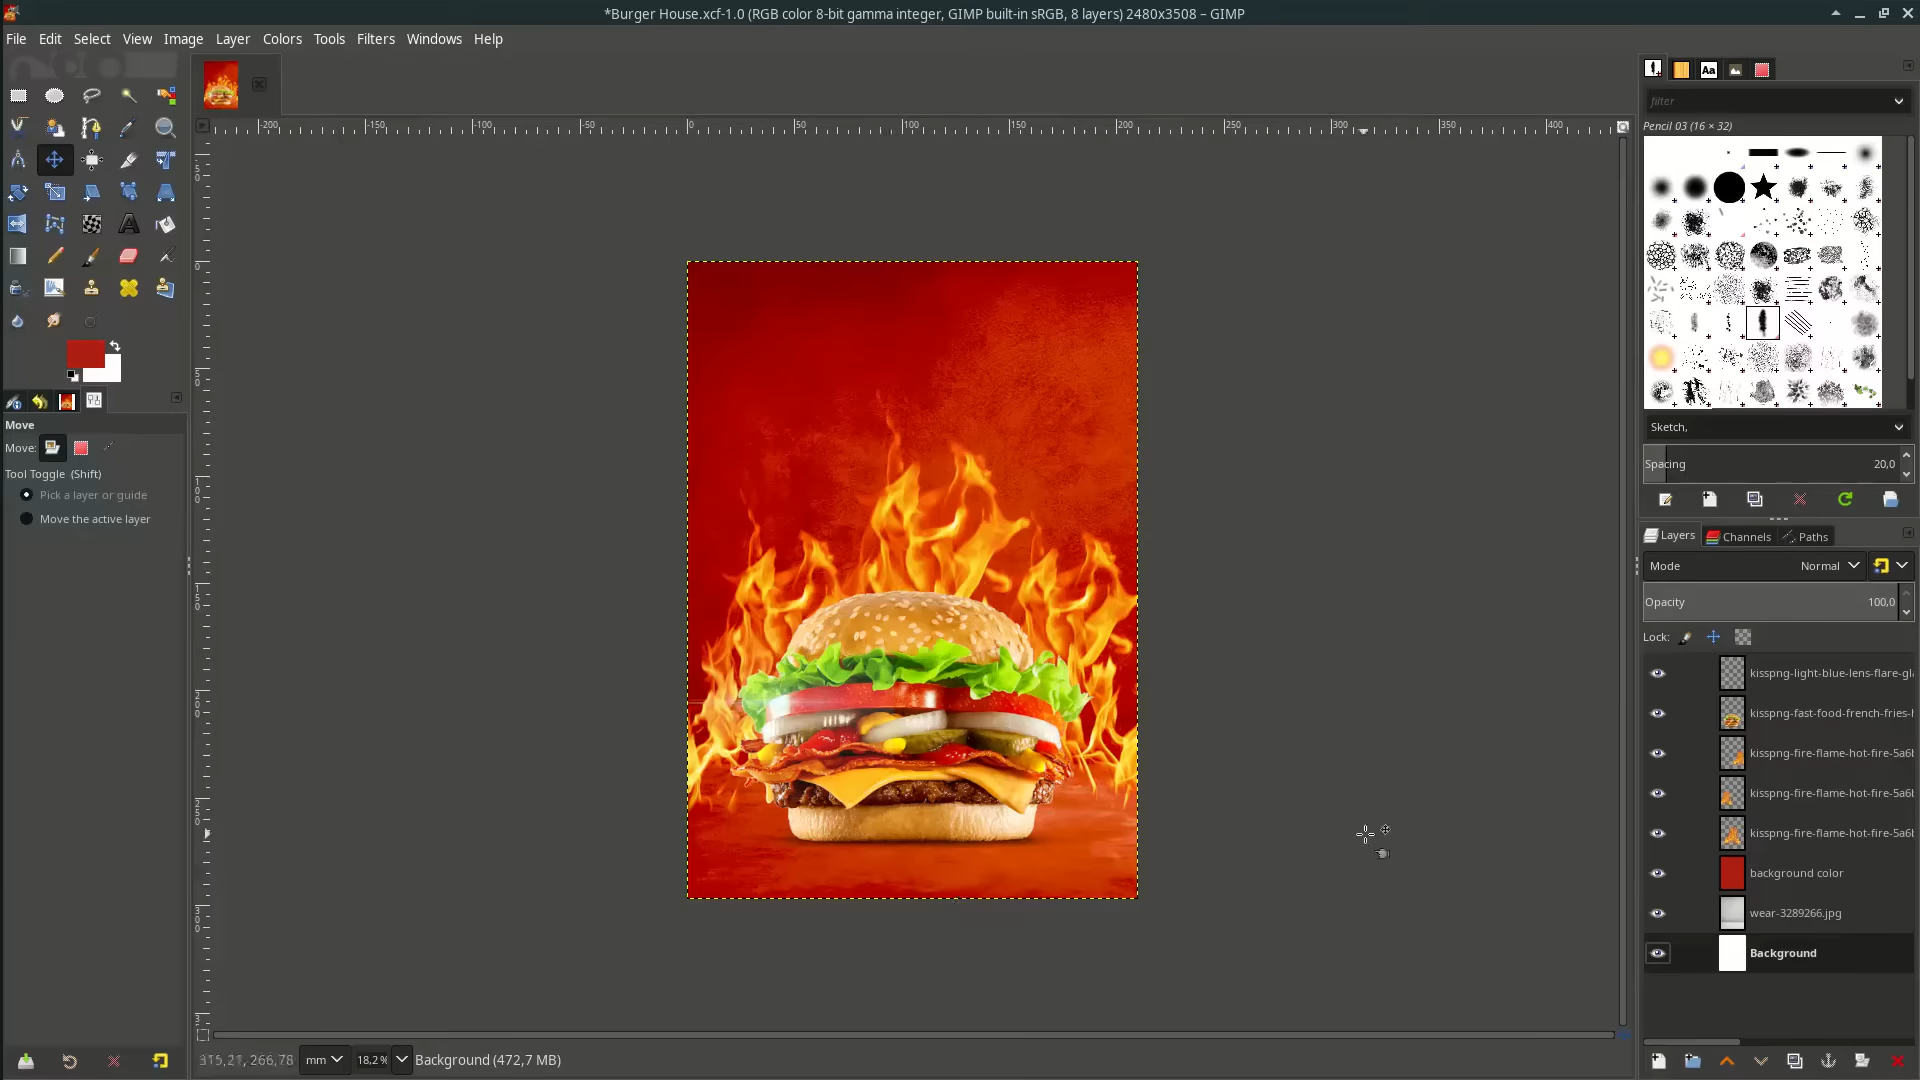 *Burger House.xcf-1.0 (RGB color 8-bit gamma integer, GIMP built-in sRGB, 8 layers) 2480x3508 – GIMP
File Edit Select View Image Layer Colors Tools Filters Windows Help
-200 -150 -100 -50 0 50 100 150 200 250 300 350 400
filter
Pencil 03 (16 × 32)
Sketch,
Spacing 20,0
Move
Move:
Tool Toggle (Shift)
Pick a layer or guide
Move the active layer
Layers Channels Paths
Mode Normal
Opacity 100,0
Lock:
kisspng-light-blue-lens-flare-gl
kisspng-fast-food-french-fries-
kisspng-fire-flame-hot-fire-5a6
kisspng-fire-flame-hot-fire-5a6
kisspng-fire-flame-hot-fire-5a6
background color
wear-3289266.jpg
Background
mm 18,2 % Background (472,7 MB)